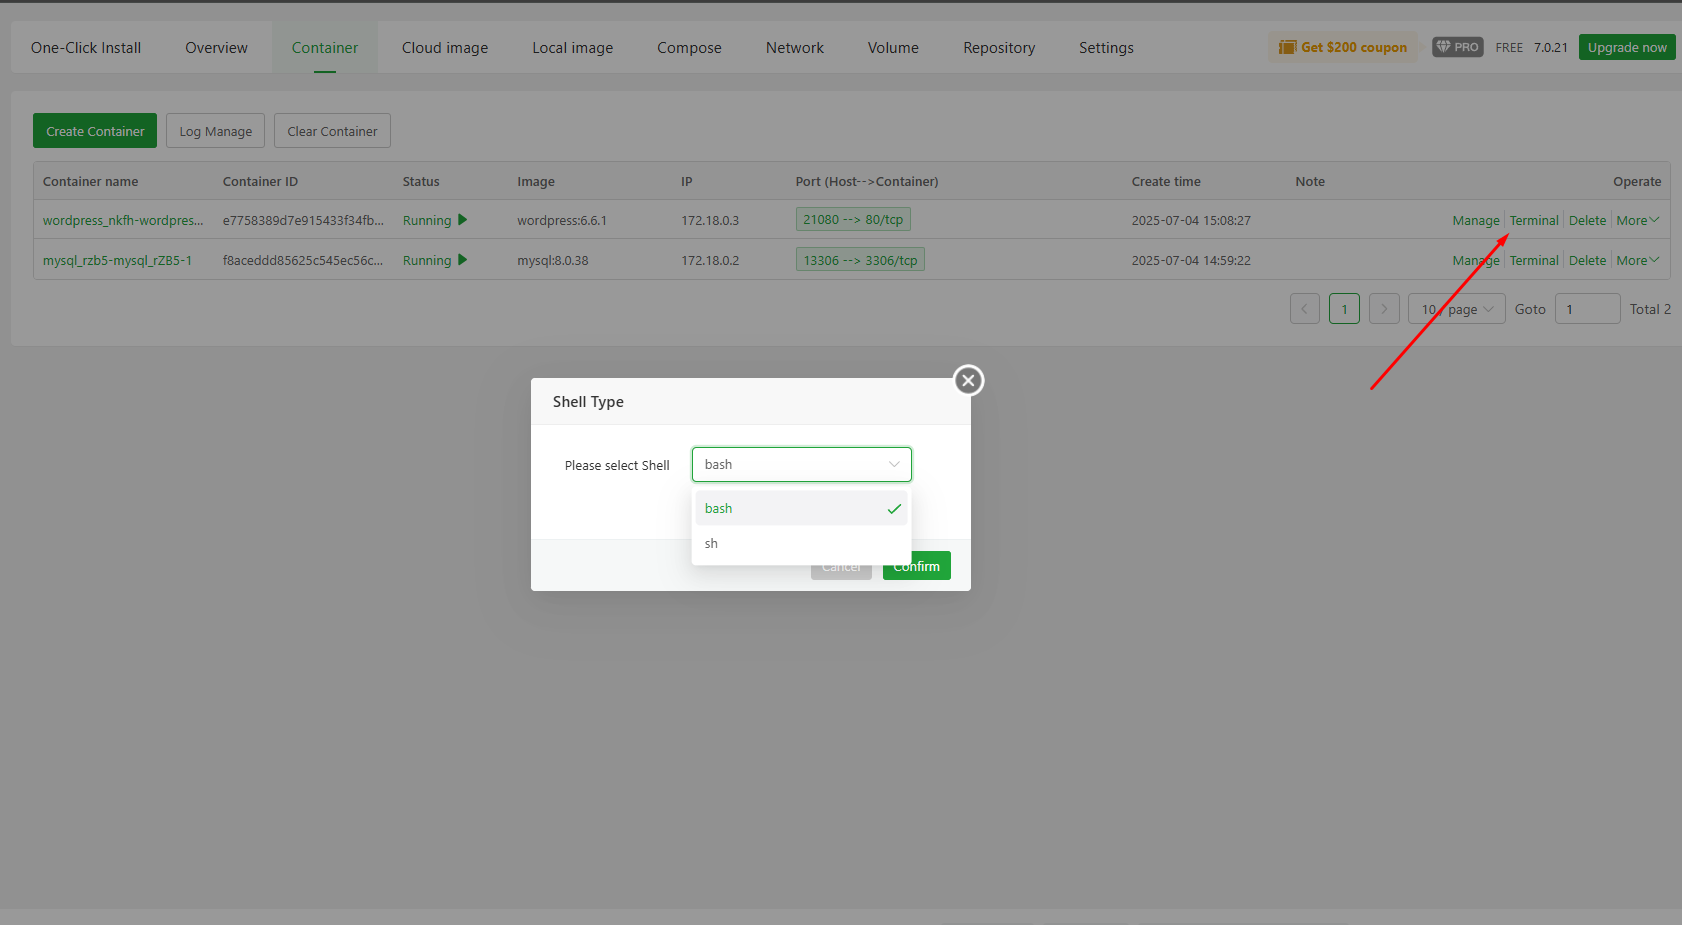 One-Click Install Overview Container Cloud image Local image Compose Network Volume Repository Settings Get $200 coupon PRO FREE 7.0.21 Upgrade now
Create Container Log Manage Clear Container
Container name Container ID Status Image IP Port (Host-->Container) Create time Note Operate
wordpress_nkfh-wordpres... e7758389d7e915433f34fb... Running wordpress:6.6.1 172.18.0.3 21080 --> 80/tcp 2025-07-04 15:08:27 Manage Terminal Delete More
mysql_rzb5-mysql_rZB5-1 f8aceddd85625c545ec56c... Running mysql:8.0.38 172.18.0.2 13306 --> 3306/tcp 2025-07-04 14:59:22 Manage Terminal Delete More
1 10 / page Goto 1 Total 2
Shell Type
Please select Shell bash
bash
sh
Cancel Confirm